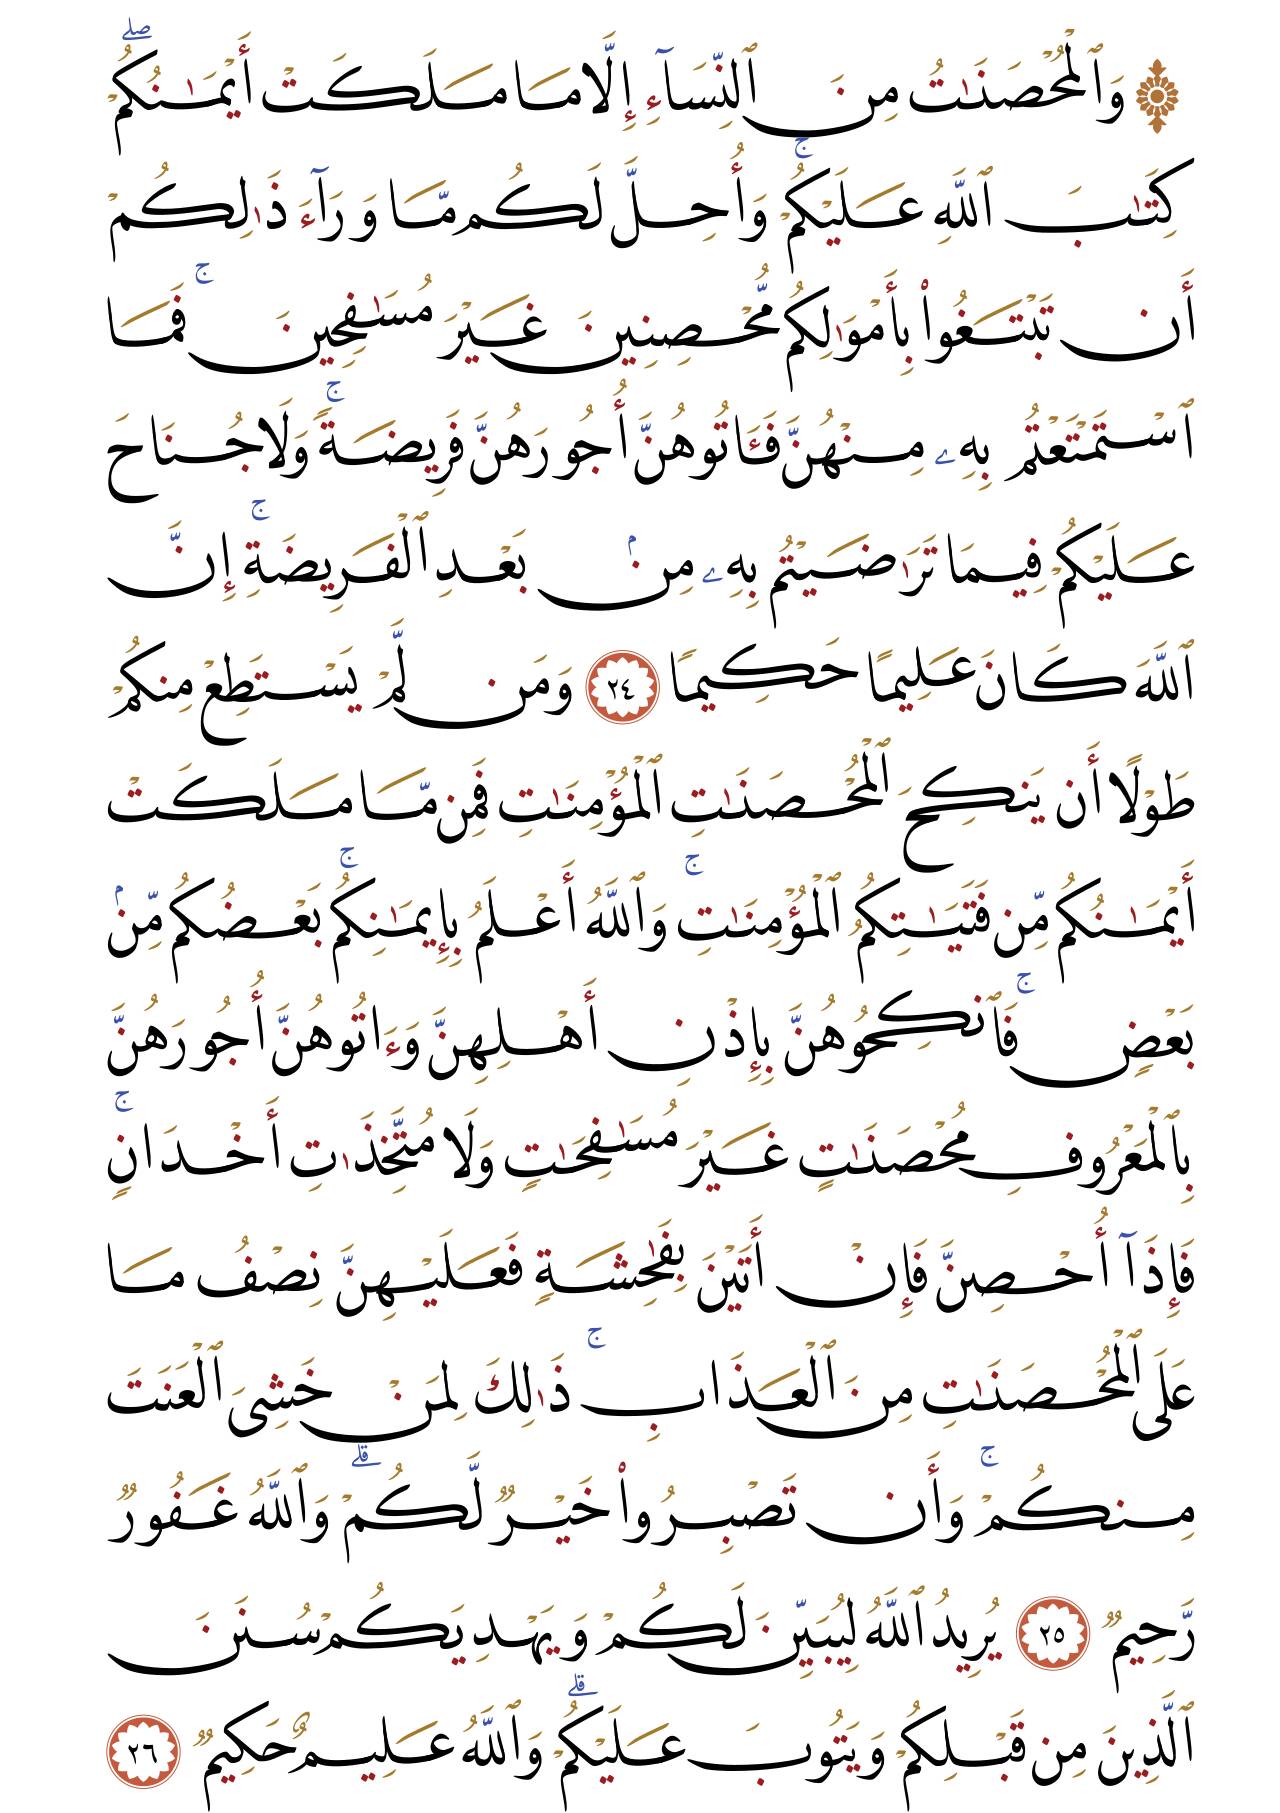 ۞ وَٱلْمُحْصَنَٰتُ مِنَ ٱلنِّسَآءِ إِلَّا مَا مَلَكَتْ أَيْمَٰنُكُمْ ۖ
كِتَٰبَ ٱللَّهِ عَلَيْكُمْ ۚ وَأُحِلَّ لَكُم مَّا وَرَآءَ ذَٰلِكُمْ
أَن تَبْتَغُوا۟ بِأَمْوَٰلِكُم مُّحْصِنِينَ غَيْرَ مُسَٰفِحِينَ ۚ فَمَا
ٱسْتَمْتَعْتُم بِهِۦ مِنْهُنَّ فَـَٔاتُوهُنَّ أُجُورَهُنَّ فَرِيضَةً ۚ وَلَا جُنَاحَ
عَلَيْكُمْ فِيمَا تَرَٰضَيْتُم بِهِۦ مِنۢ بَعْدِ ٱلْفَرِيضَةِ ۚ إِنَّ
ٱللَّهَ كَانَ عَلِيمًا حَكِيمًا ٢٤ وَمَن لَّمْ يَسْتَطِعْ مِنكُمْ
طَوْلًا أَن يَنكِحَ ٱلْمُحْصَنَٰتِ ٱلْمُؤْمِنَٰتِ فَمِن مَّا مَلَكَتْ
أَيْمَٰنُكُم مِّن فَتَيَٰتِكُمُ ٱلْمُؤْمِنَٰتِ ۚ وَٱللَّهُ أَعْلَمُ بِإِيمَٰنِكُم ۚ بَعْضُكُم مِّنۢ
بَعْضٍ ۚ فَٱنكِحُوهُنَّ بِإِذْنِ أَهْلِهِنَّ وَءَاتُوهُنَّ أُجُورَهُنَّ
بِٱلْمَعْرُوفِ مُحْصَنَٰتٍ غَيْرَ مُسَٰفِحَٰتٍ وَلَا مُتَّخِذَٰتِ أَخْدَانٍ ۚ
فَإِذَآ أُحْصِنَّ فَإِنْ أَتَيْنَ بِفَٰحِشَةٍ فَعَلَيْهِنَّ نِصْفُ مَا
عَلَى ٱلْمُحْصَنَٰتِ مِنَ ٱلْعَذَابِ ۚ ذَٰلِكَ لِمَنْ خَشِىَ ٱلْعَنَتَ
مِنكُمْ ۚ وَأَن تَصْبِرُوا۟ خَيْرٌ لَّكُمْ ۗ وَٱللَّهُ غَفُورٌ
رَّحِيمٌ ٢٥ يُرِيدُ ٱللَّهُ لِيُبَيِّنَ لَكُمْ وَيَهْدِيَكُمْ سُنَنَ
ٱلَّذِينَ مِن قَبْلِكُمْ وَيَتُوبَ عَلَيْكُمْ ۗ وَٱللَّهُ عَلِيمٌ حَكِيمٌ ٢٦